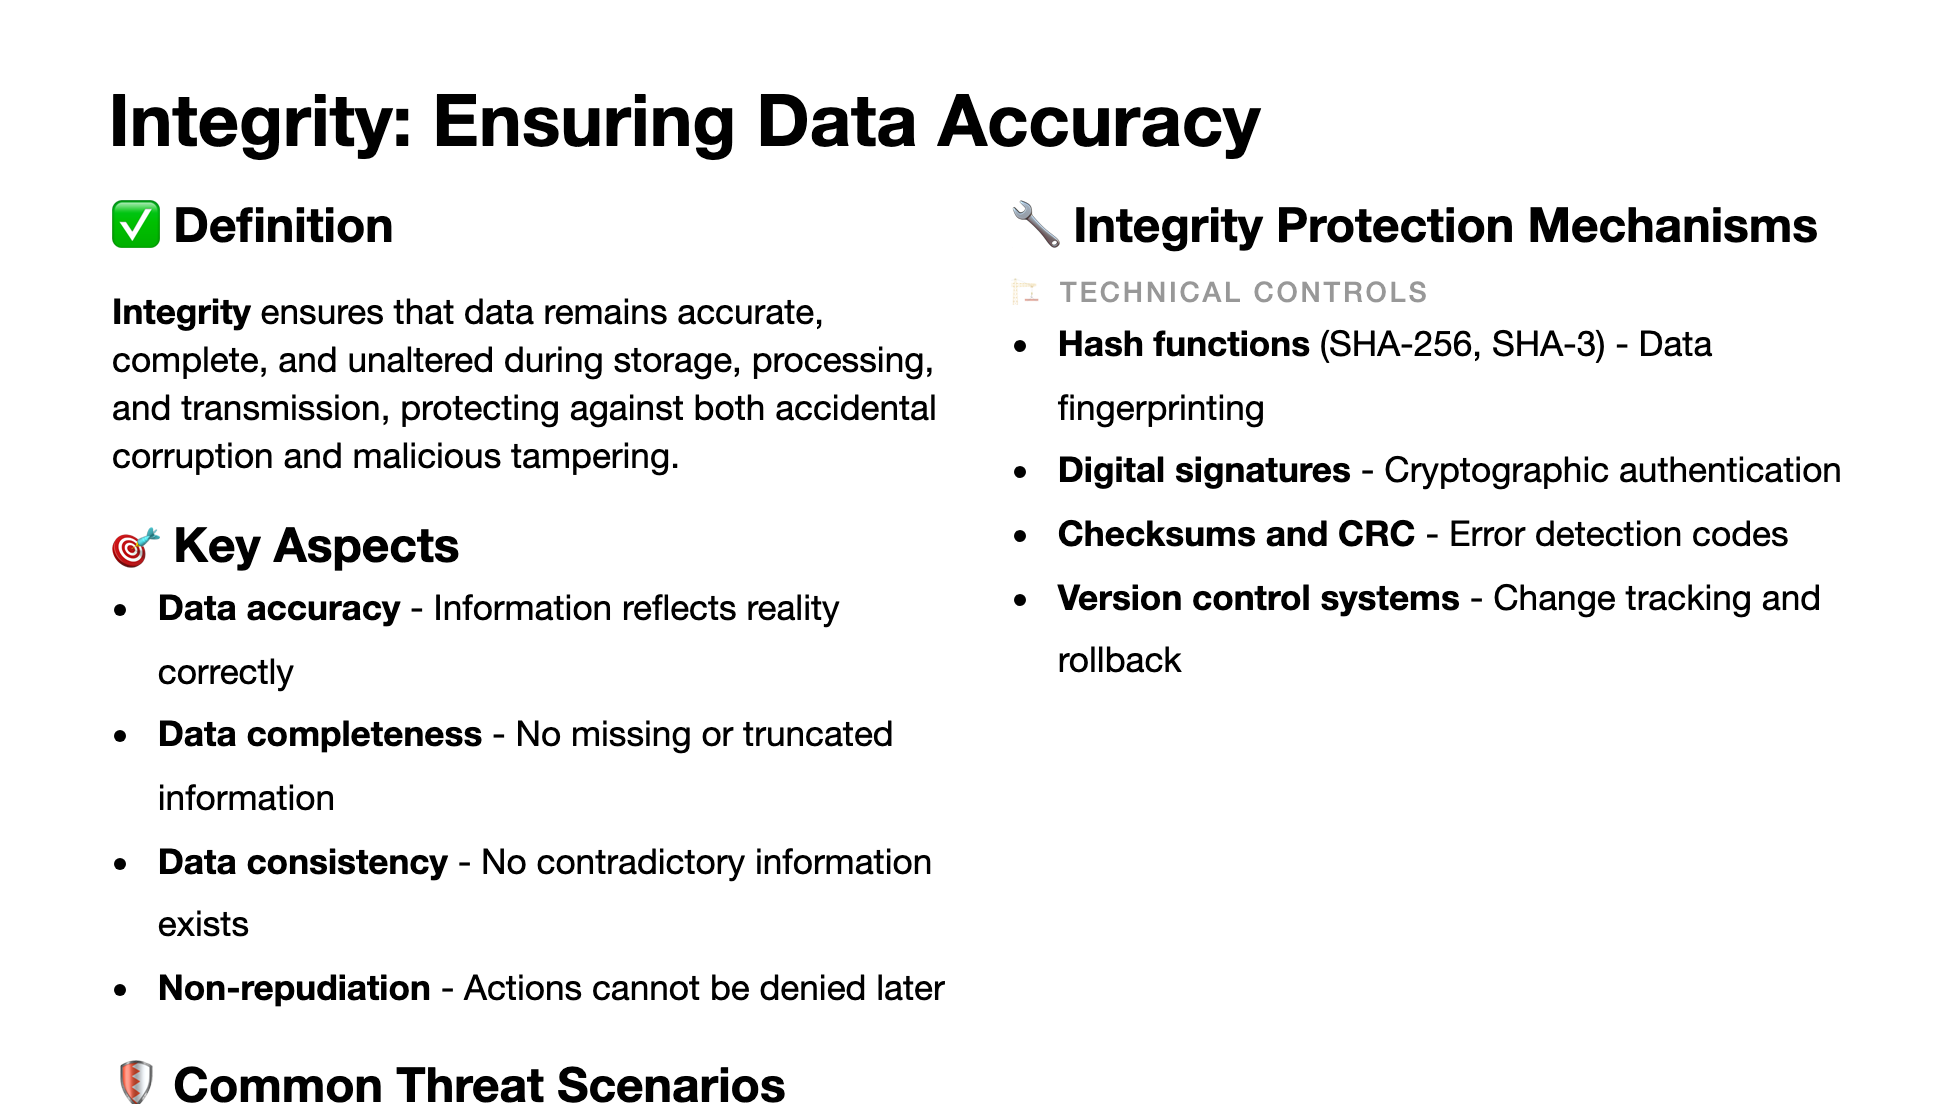 Integrity: Ensuring Data Accuracy
✅ Definition
Integrity ensures that data remains accurate,
complete, and unaltered during storage, processing,
and transmission, protecting against both accidental
corruption and malicious tampering.
🎯 Key Aspects
• Data accuracy - Information reflects reality
correctly
• Data completeness - No missing or truncated
information
• Data consistency - No contradictory information
exists
• Non-repudiation - Actions cannot be denied later
🛡️ Common Threat Scenarios
🔧 Integrity Protection Mechanisms
🏗️ TECHNICAL CONTROLS
• Hash functions (SHA-256, SHA-3) - Data
fingerprinting
• Digital signatures - Cryptographic authentication
• Checksums and CRC - Error detection codes
• Version control systems - Change tracking and
rollback